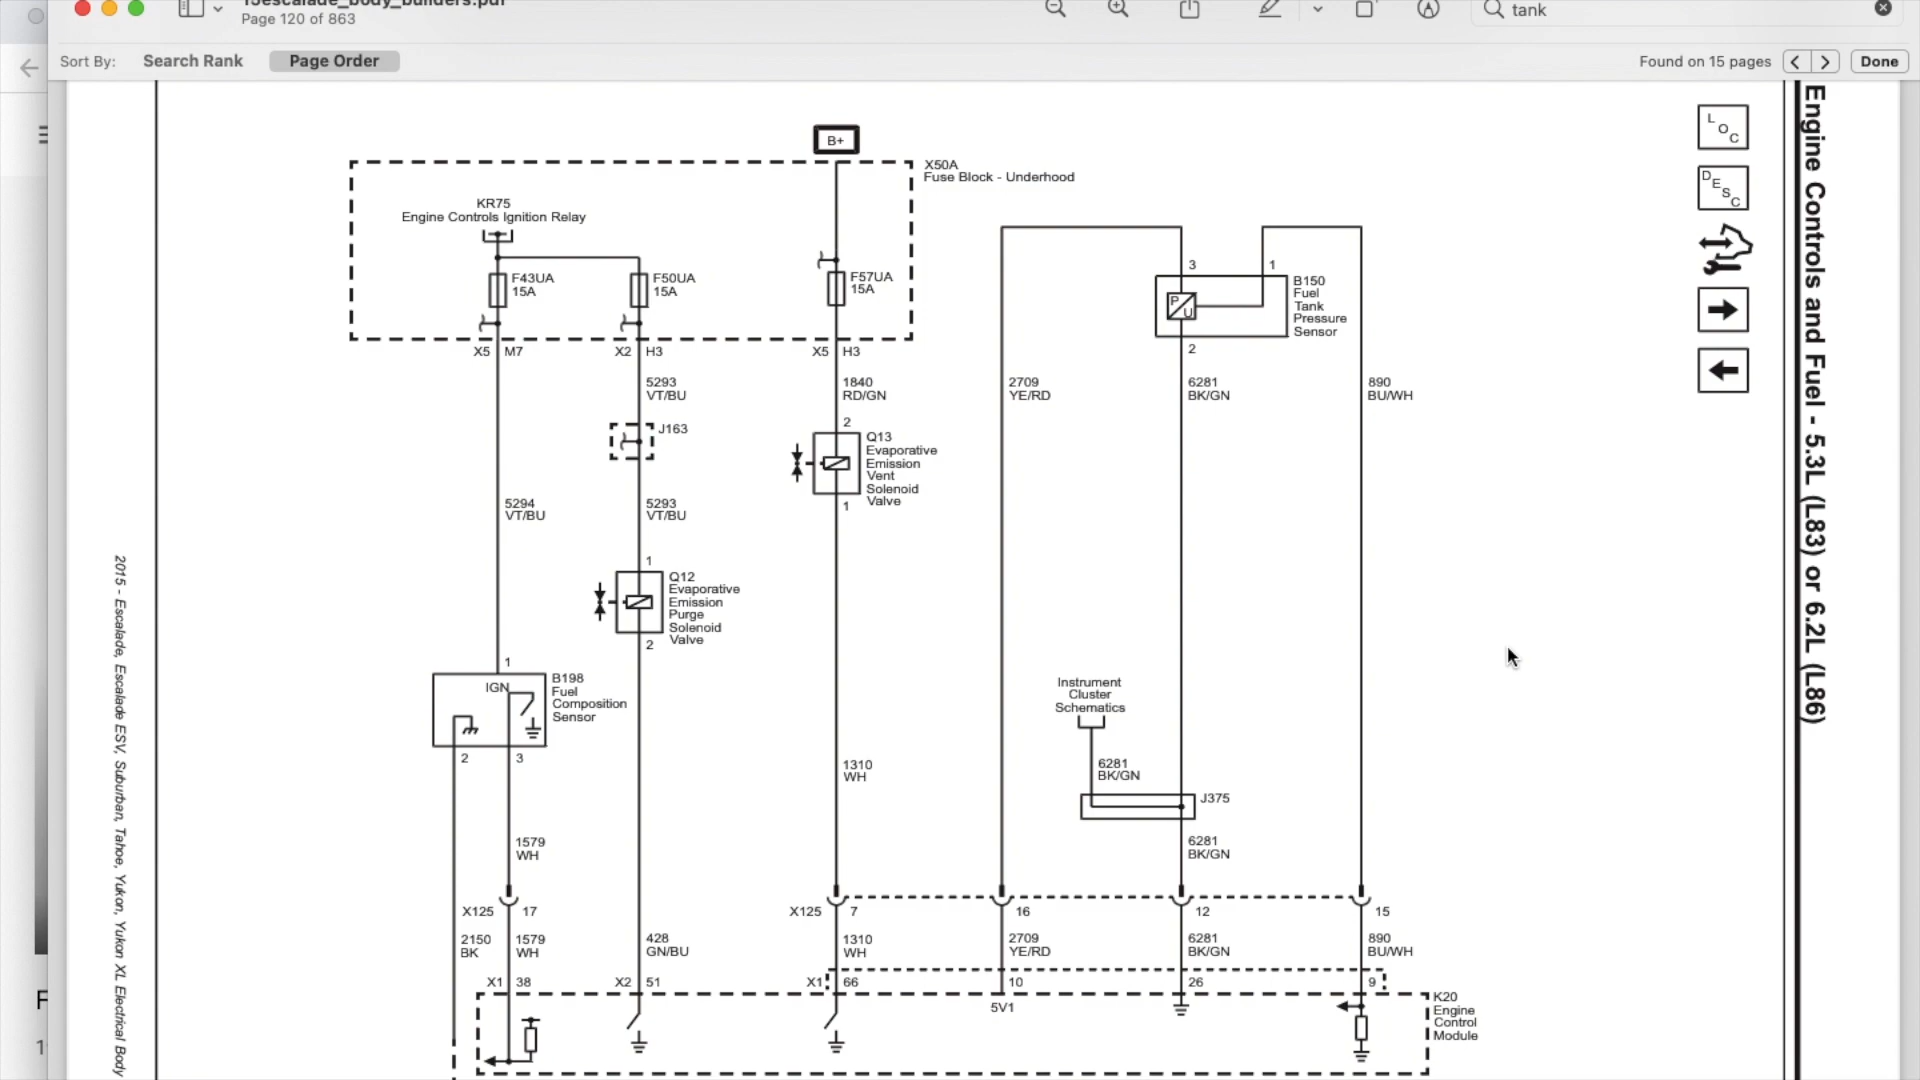 15escalade_body_builders.pdf
Page 120 of 863
tank
Sort By:
Search Rank
Page Order
Found on 15 pages
Done
B+
X50A
Fuse Block - Underhood
KR75
Engine Controls Ignition Relay
F43UA
15A
F50UA
15A
F57UA
15A
X5 M7
X2 H3
X5 H3
3
1
P
U
B150
Fuel
Tank
Pressure
Sensor
2
5293
VT/BU
1840
RD/GN
2709
YE/RD
6281
BK/GN
890
BU/WH
J163
2
Q13
Evaporative
Emission
Vent
Solenoid
Valve
1
5294
VT/BU
5293
VT/BU
1
Q12
Evaporative
Emission
Purge
Solenoid
Valve
2
1
IGN
B198
Fuel
Composition
Sensor
2
3
Instrument
Cluster
Schematics
1310
WH
6281
BK/GN
J375
1579
WH
6281
BK/GN
X125 17
X125 7
16
12
15
2150
BK
1579
WH
428
GN/BU
1310
WH
2709
YE/RD
6281
BK/GN
890
BU/WH
X1 38
X2 51
X1 66
10
26
9
5V1
K20
Engine
Control
Module
LOC
DESC
Engine Controls and Fuel - 5.3L (L83) or 6.2L (L86)
2015 - Escalade, Escalade ESV, Suburban, Tahoe, Yukon, Yukon XL Electrical Body